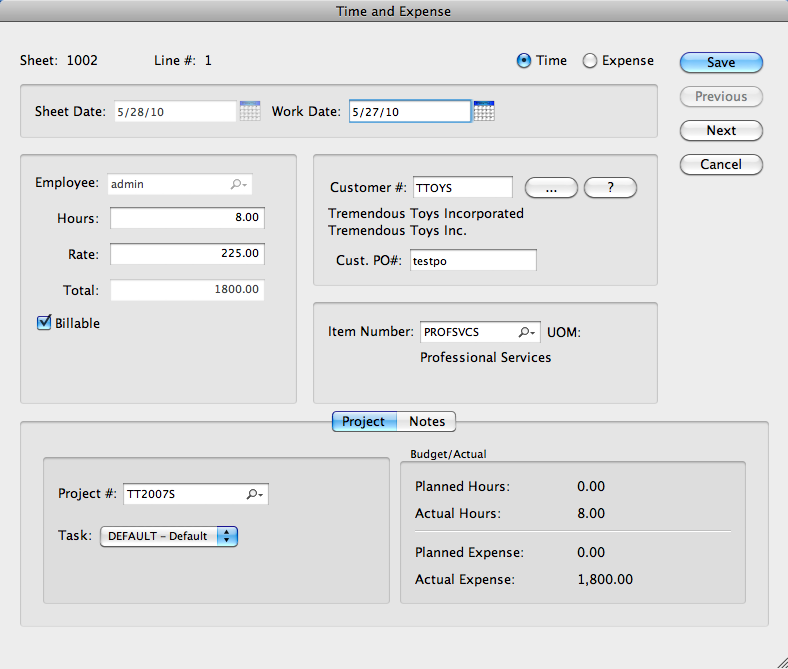 Time and Expense
Sheet: 1002 Line #: 1 Time Expense Save
Sheet Date: 5/28/10 Work Date: 5/27/10 Previous
Next
Cancel
Employee: admin
Hours: 8.00
Rate: 225.00
Total: 1800.00
Billable
Customer #: TTOYS ... ?
Tremendous Toys Incorporated
Tremendous Toys Inc.
Cust. PO#: testpo
Item Number: PROFSVCS UOM:
Professional Services
Project Notes
Project #: TT2007S
Task: DEFAULT - Default
Budget/Actual
Planned Hours: 0.00
Actual Hours: 8.00
Planned Expense: 0.00
Actual Expense: 1,800.00